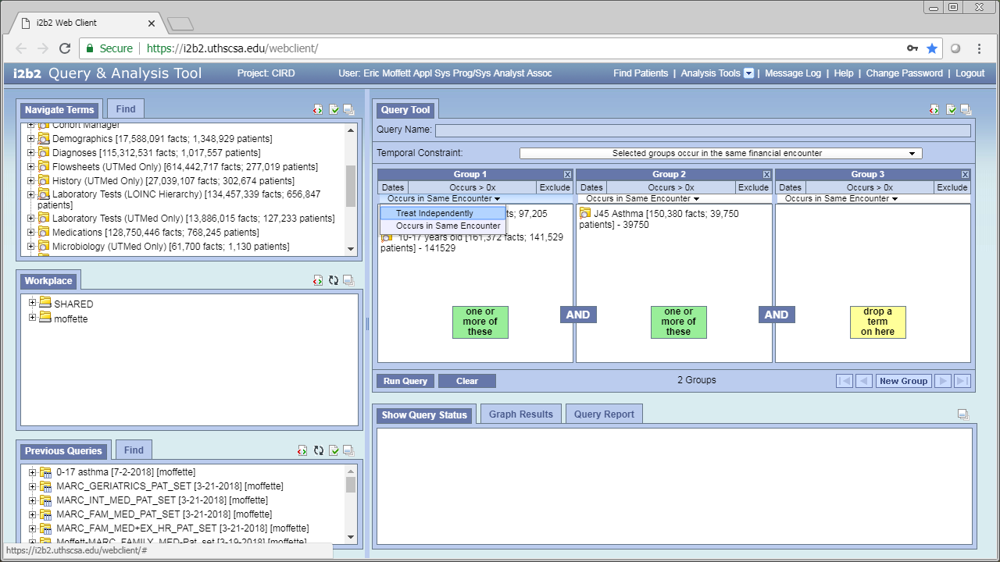 i2b2 Web Client
Secure | https://i2b2.uthscsa.edu/webclient/
i2b2 Query & Analysis Tool Project: CIRD User: Eric Moffett Appl Sys Prog/Sys Analyst Assoc Find Patients | Analysis Tools | Message Log | Help | Change Password | Logout
Navigate Terms Find
Cohort Manager
Demographics [17,588,091 facts; 1,348,929 patients]
Diagnoses [115,312,531 facts; 1,017,557 patients]
Flowsheets (UTMed Only) [614,442,717 facts; 277,019 patients]
History (UTMed Only) [27,039,107 facts; 302,674 patients]
Laboratory Tests (LOINC Hierarchy) [134,457,339 facts; 656,847
patients]
Laboratory Tests (UTMed Only) [13,886,015 facts; 127,233 patients]
Medications [128,750,446 facts; 768,245 patients]
Microbiology (UTMed Only) [61,700 facts; 1,130 patients]
Workplace
SHARED
moffette
Previous Queries Find
0-17 asthma [7-2-2018] [moffette]
MARC_GERIATRICS_PAT_SET [3-21-2018] [moffette]
MARC_INT_MED_PAT_SET [3-21-2018] [moffette]
MARC_FAM_MED_PAT_SET [3-21-2018] [moffette]
MARC_FAM_MED+EX_HR_PAT_SET [3-21-2018] [moffette]
Moffett-MARC_FAMILY_MED-Pat_set [3-19-2018] [moffette]
https://i2b2.uthscsa.edu/webclient/#
Query Tool
Query Name:
Temporal Constraint: Selected groups occur in the same financial encounter
Group 1 X Group 2 X Group 3 X
Dates Occurs > 0x Exclude Dates Occurs > 0x Exclude Dates Occurs > 0x Exclude
Occurs in Same Encounter Occurs in Same Encounter Occurs in Same Encounter
Treat Independently
Occurs in Same Encounter
ts; 97,205
10-17 years old [161,372 facts; 141,529
patients] - 141529
J45 Asthma [150,380 facts; 39,750
patients] - 39750
one or
more of
these
AND
one or
more of
these
AND
drop a
term
on here
Run Query Clear 2 Groups New Group
Show Query Status Graph Results Query Report